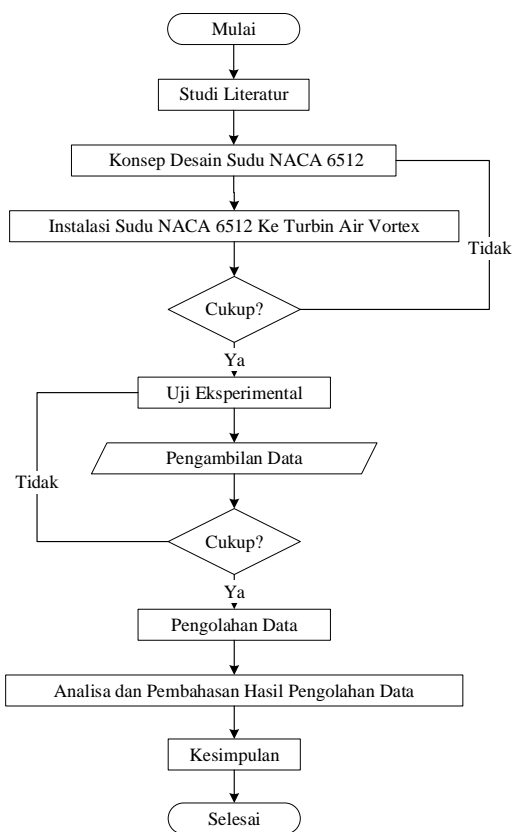 Mulai
Studi Literatur
Konsep Desain Sudu NACA 6512
Instalasi Sudu NACA 6512 Ke Turbin Air Vortex
Tidak
Cukup?
Ya
Uji Eksperimental
Pengambilan Data
Tidak
Cukup?
Ya
Pengolahan Data
Analisa dan Pembahasan Hasil Pengolahan Data
Kesimpulan
Selesai